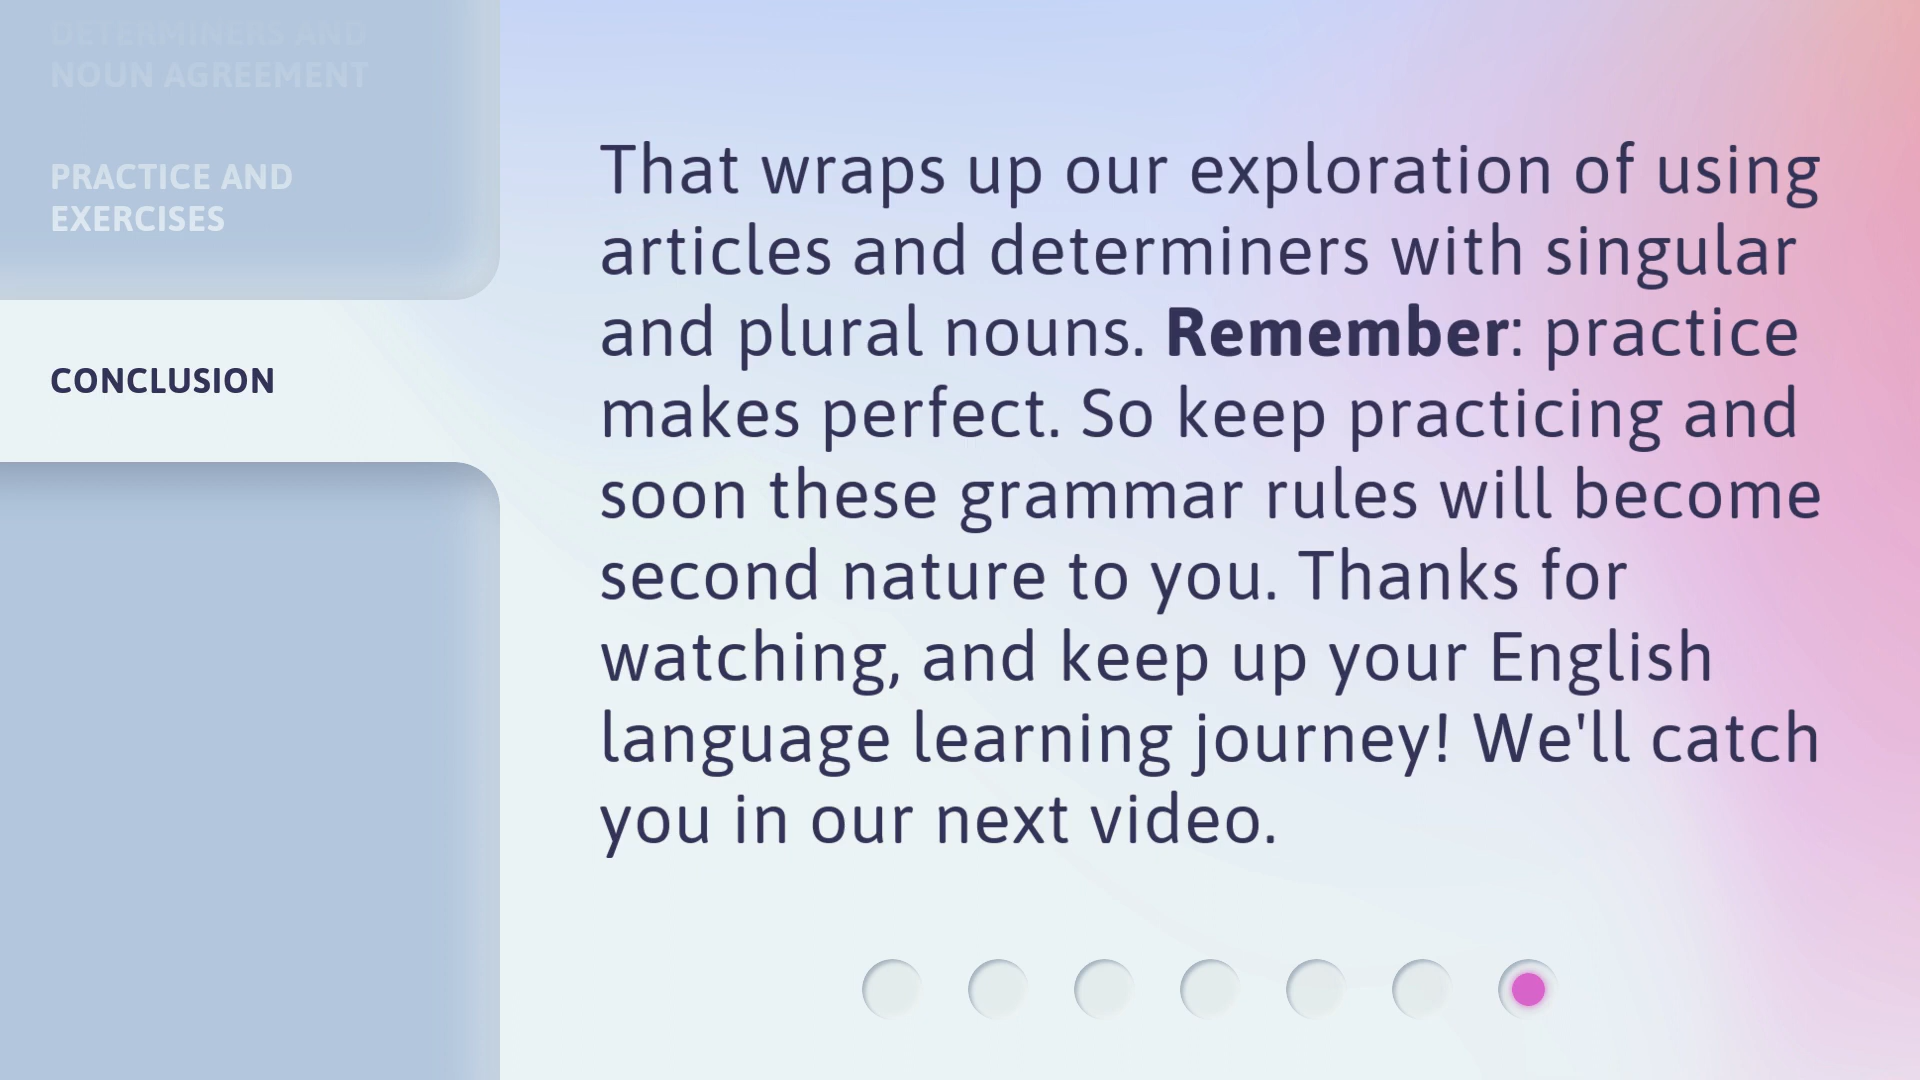 DETERMINERS AND
NOUN AGREEMENT
PRACTICE AND
EXERCISES
CONCLUSION
That wraps up our exploration of using
articles and determiners with singular
and plural nouns. Remember: practice
makes perfect. So keep practicing and
soon these grammar rules will become
second nature to you. Thanks for
watching, and keep up your English
language learning journey! We'll catch
you in our next video.